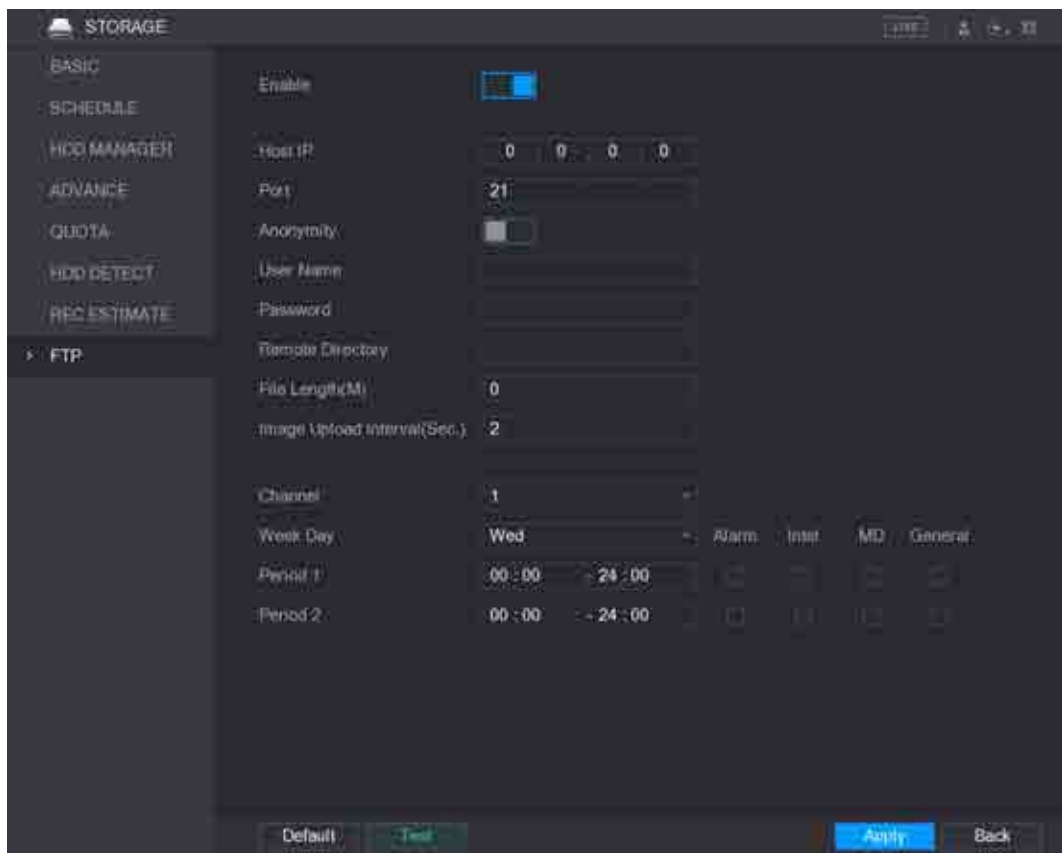 STORAGE LIVE
BASIC
SCHEDULE
HDD MANAGER
ADVANCE
QUOTA
HDD DETECT
REC ESTIMATE
FTP
Enable
Host IP 0 . 0 . 0 . 0
Port 21
Anonymity
User Name
Password
Remote Directory
File Length(M) 0
Image Upload Interval(Sec.) 2
Channel 1
Week Day Wed Alarm Intel MD General
Period 1 00 : 00 - 24 : 00
Period 2 00 : 00 - 24 : 00
Default Test Apply Back